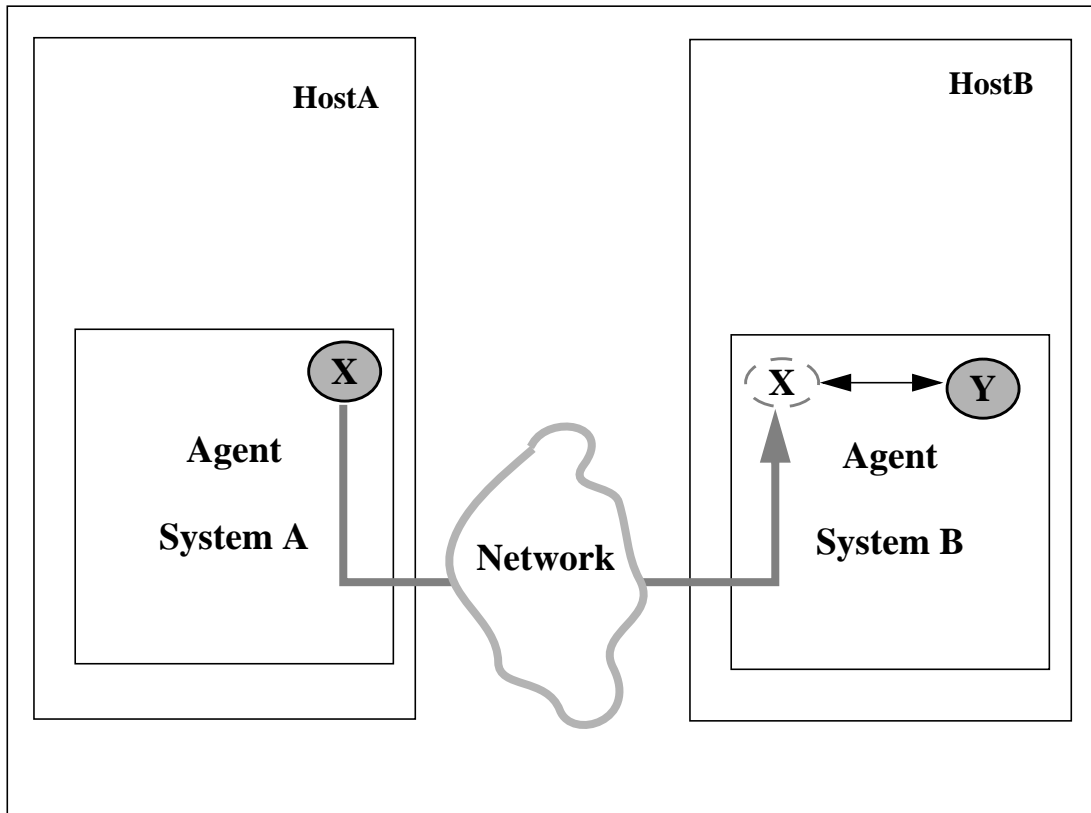 HostA
HostB
X
X
Y
Agent
System A
Network
Agent
System B